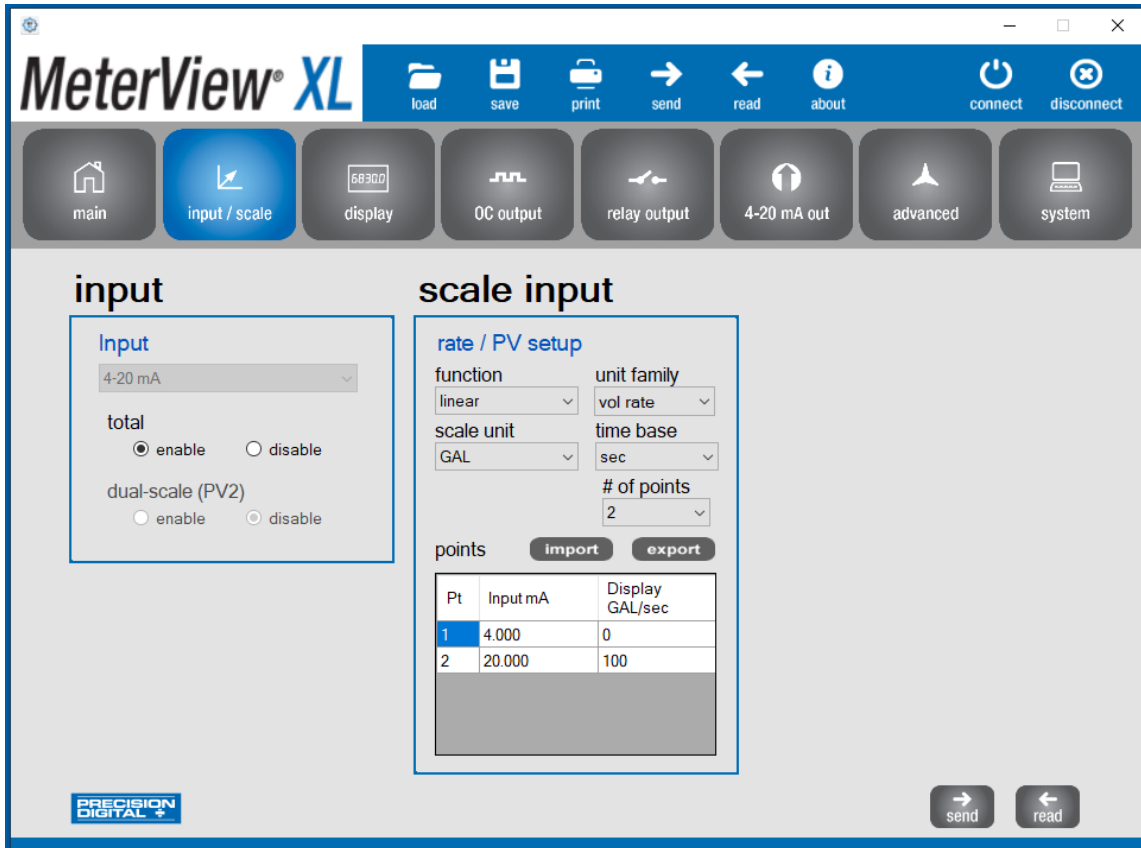 MeterView® XL
load save print send read about connect disconnect
main input / scale display OC output relay output 4-20 mA out advanced system
68300
input
Input
4-20 mA
total
enable disable
dual-scale (PV2)
enable disable
scale input
rate / PV setup
function unit family
linear vol rate
scale unit time base
GAL sec
# of points
2
points import export
Pt Input mA Display GAL/sec
1 4.000 0
2 20.000 100
PRECISION
DIGITAL
send read